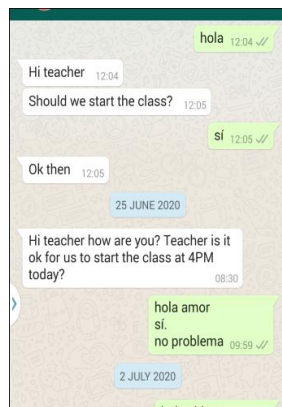 hola 12:04
Hi teacher 12:04
Should we start the class? 12:05
sí 12:05
Ok then 12:05
25 JUNE 2020
Hi teacher how are you? Teacher is it
ok for us to start the class at 4PM
today? 08:30
hola amor
sí.
no problema 09:59
2 JULY 2020